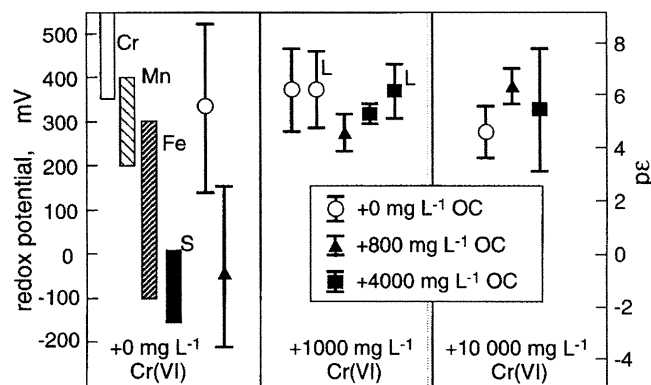 redox potential, mV
500
400
300
200
100
0
-100
-200
Cr
Mn
Fe
S
+0 mg L-1
Cr(VI)
L
L
+1000 mg L-1
Cr(VI)
+10 000 mg L-1
Cr(VI)
+0 mg L-1 OC
+800 mg L-1 OC
+4000 mg L-1 OC
8
6
4
2
0
-2
-4
pε